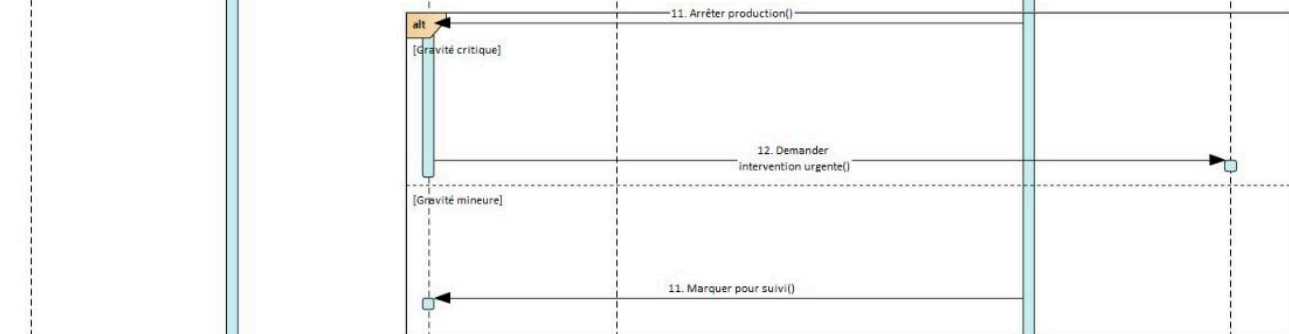 11. Arrêter production()
alt
[Gravité critique]
12. Demander
intervention urgente()
[Gravité mineure]
11. Marquer pour suivi()